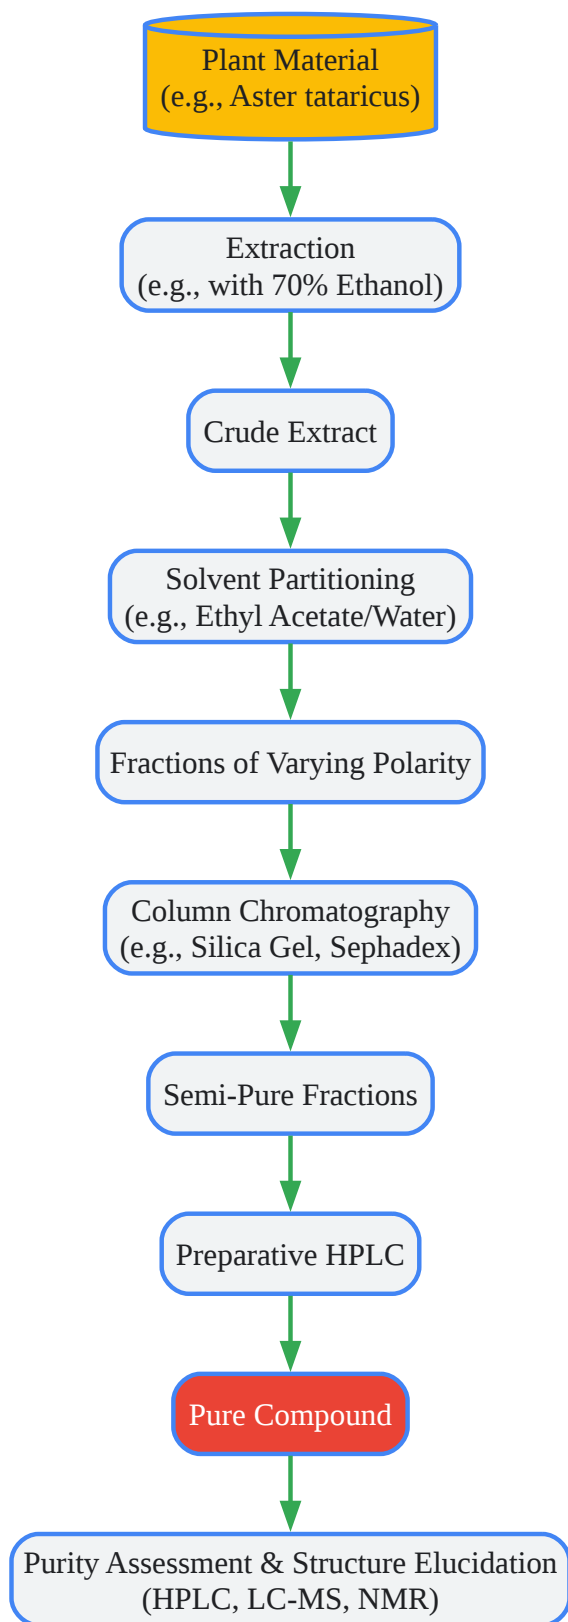 Plant Material
(e.g., Aster tataricus)
Extraction
(e.g., with 70% Ethanol)
Crude Extract
Solvent Partitioning
(e.g., Ethyl Acetate/Water)
Fractions of Varying Polarity
Column Chromatography
(e.g., Silica Gel, Sephadex)
Semi-Pure Fractions
Preparative HPLC
Pure Compound
Purity Assessment & Structure Elucidation
(HPLC, LC-MS, NMR)